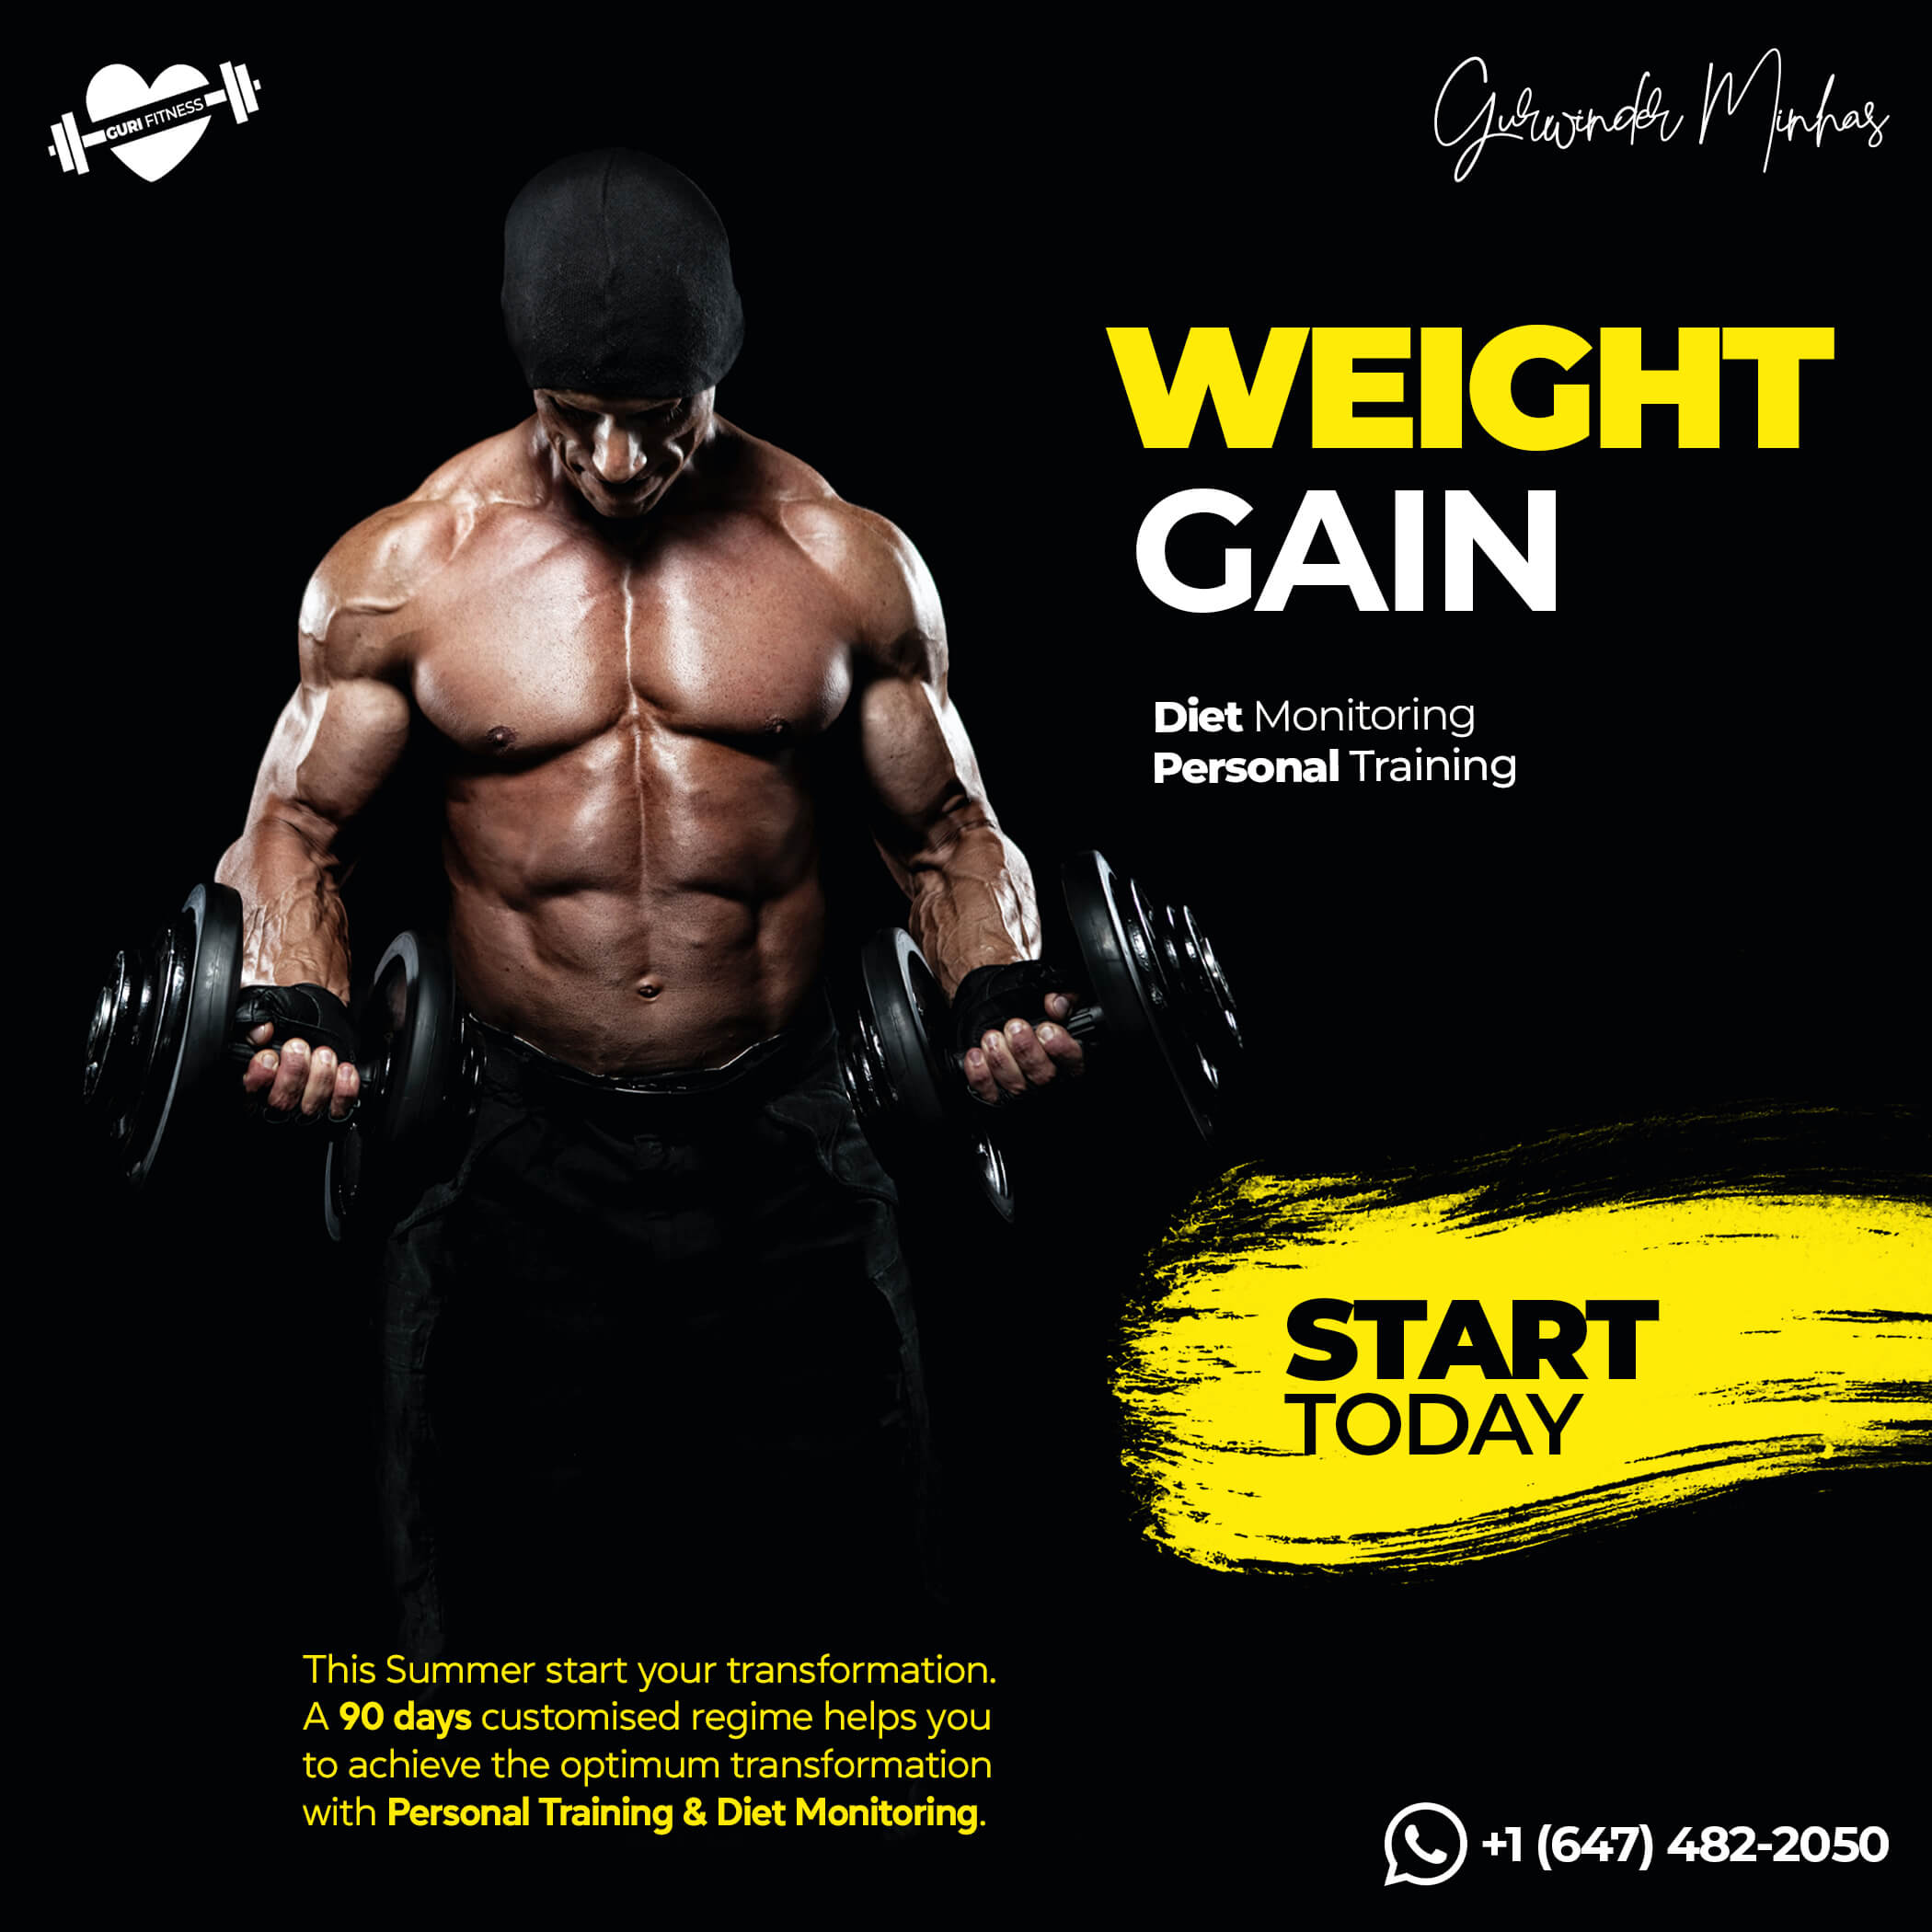 GURI FITNESS
Gurwinder Minhas
WEIGHT
GAIN
Diet Monitoring
Personal Training
START
TODAY
This Summer start your transformation.
A 90 days customised regime helps you
to achieve the optimum transformation
with Personal Training & Diet Monitoring.
+1 (647) 482-2050